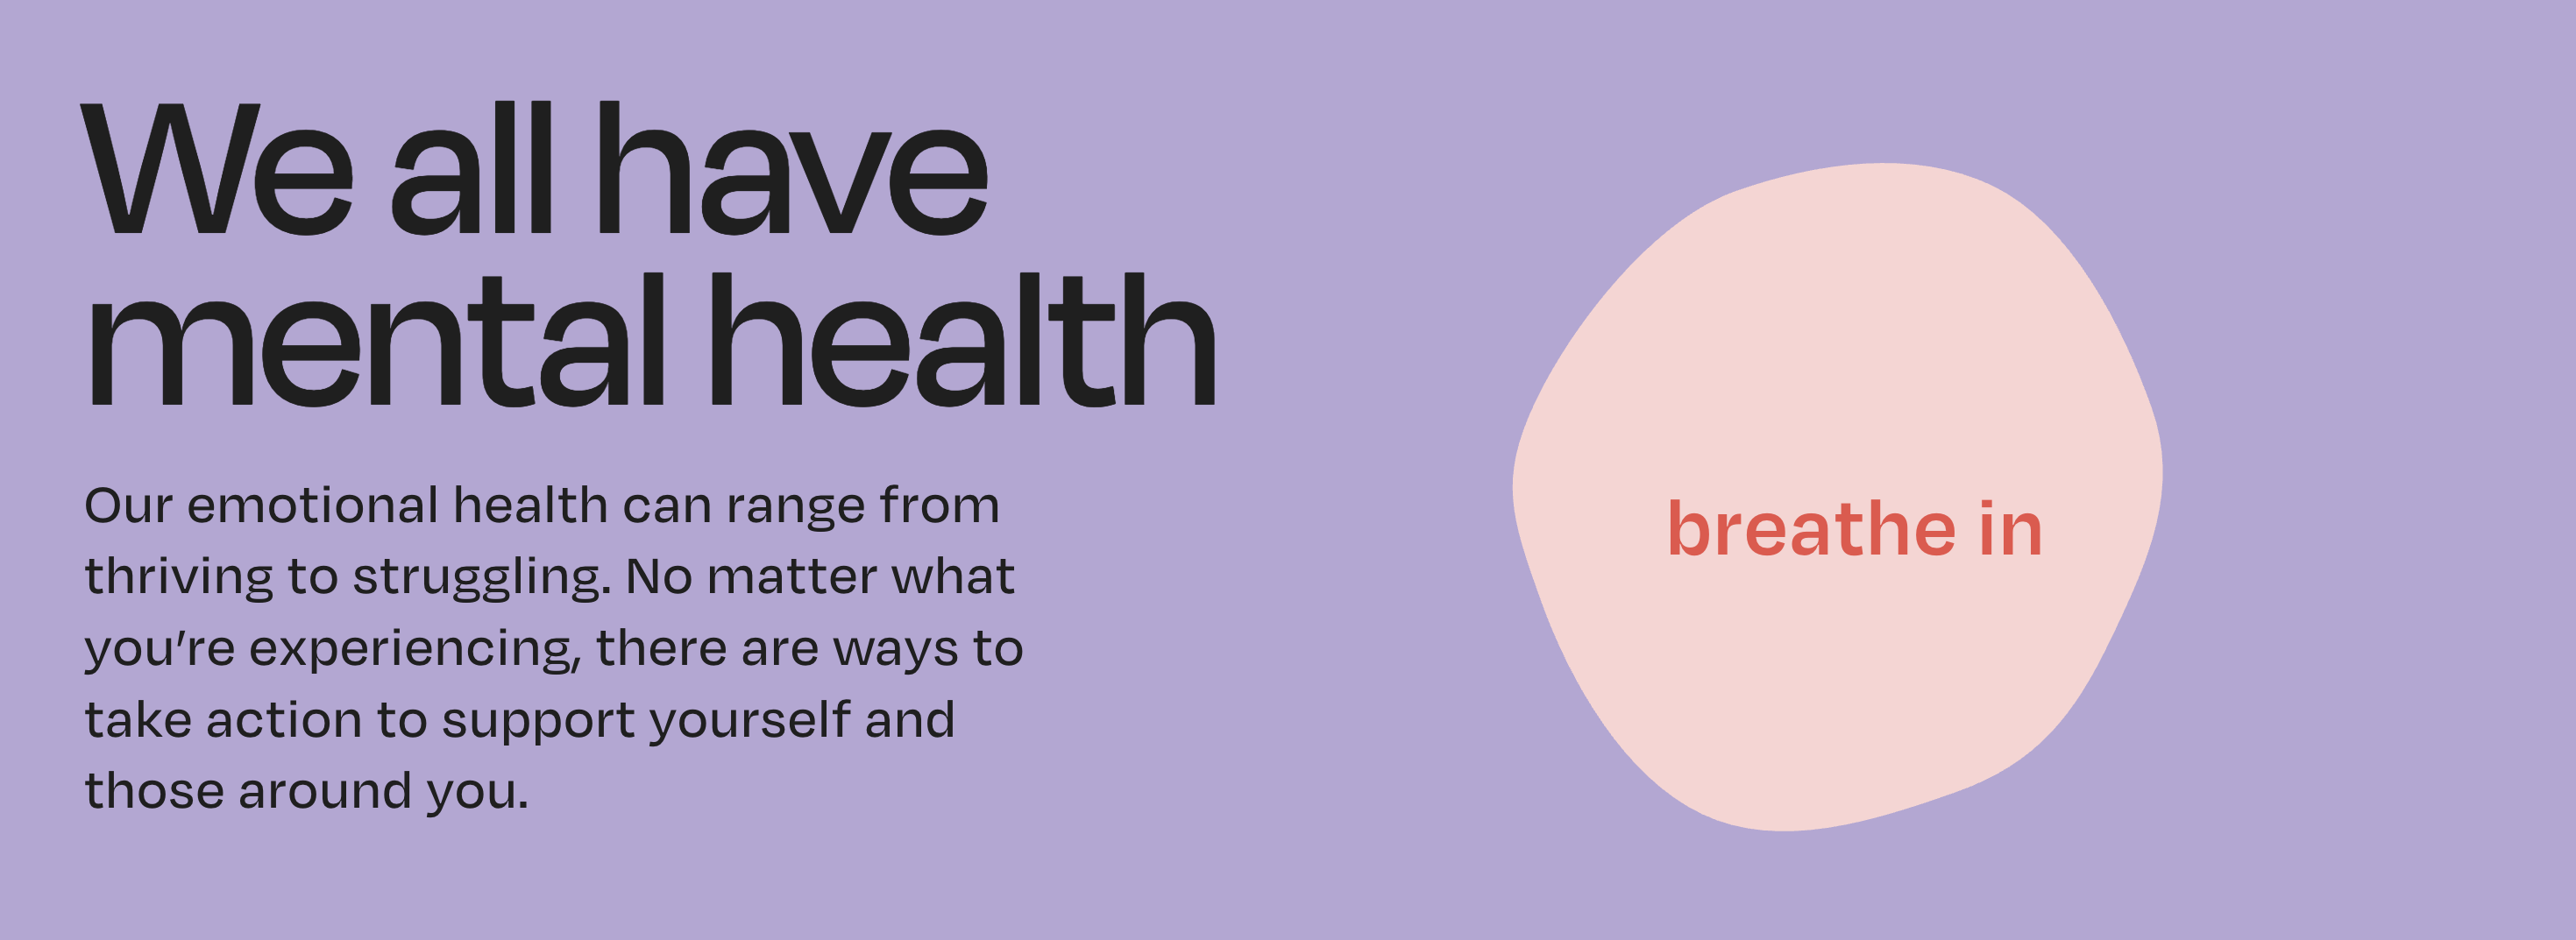 We all have
mental health
Our emotional health can range from
thriving to struggling. No matter what
you’re experiencing, there are ways to
take action to support yourself and
those around you.
breathe in